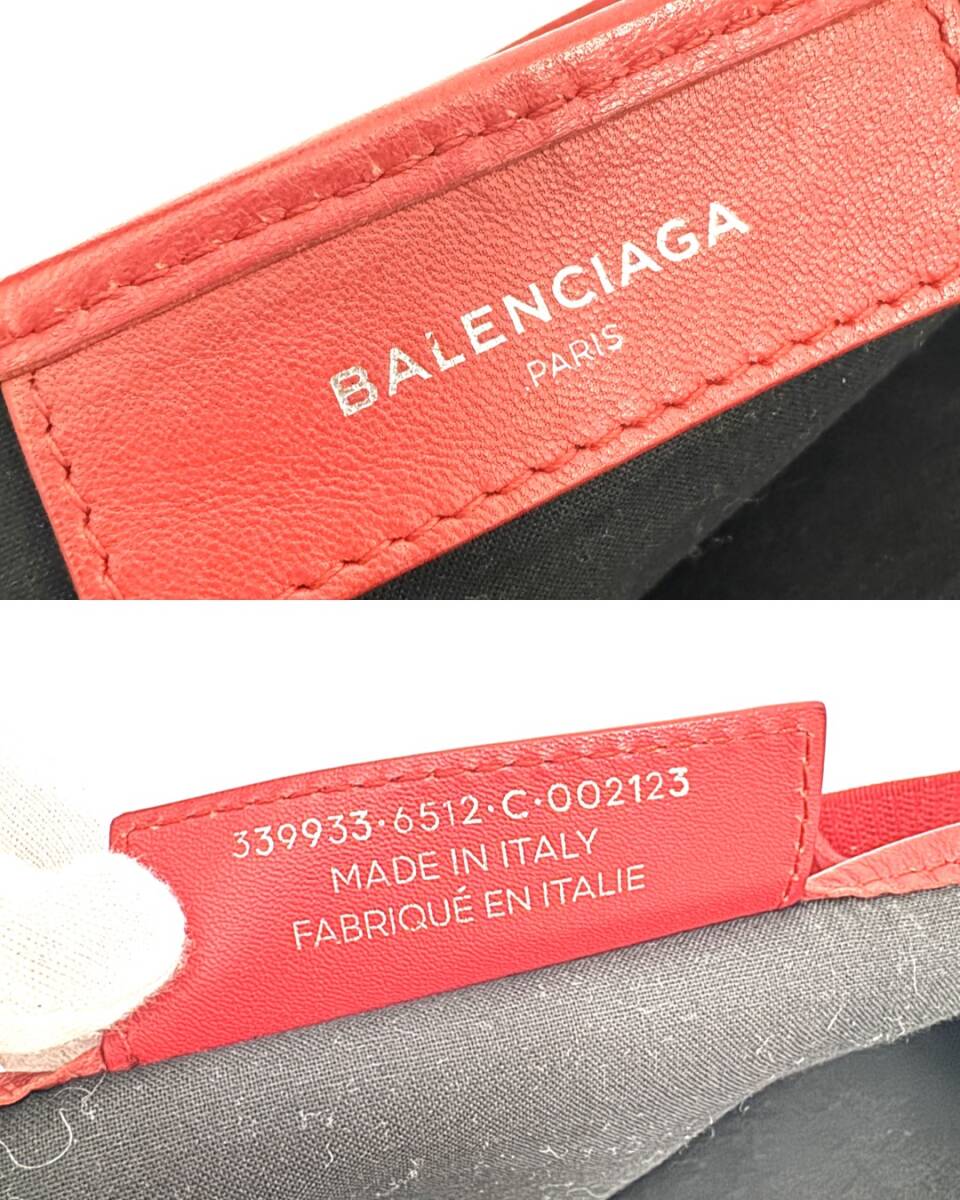 BALENCIAGA
PARIS
339933·6512·C·002123
MADE IN ITALY
FABRIQUÉ EN ITALIE